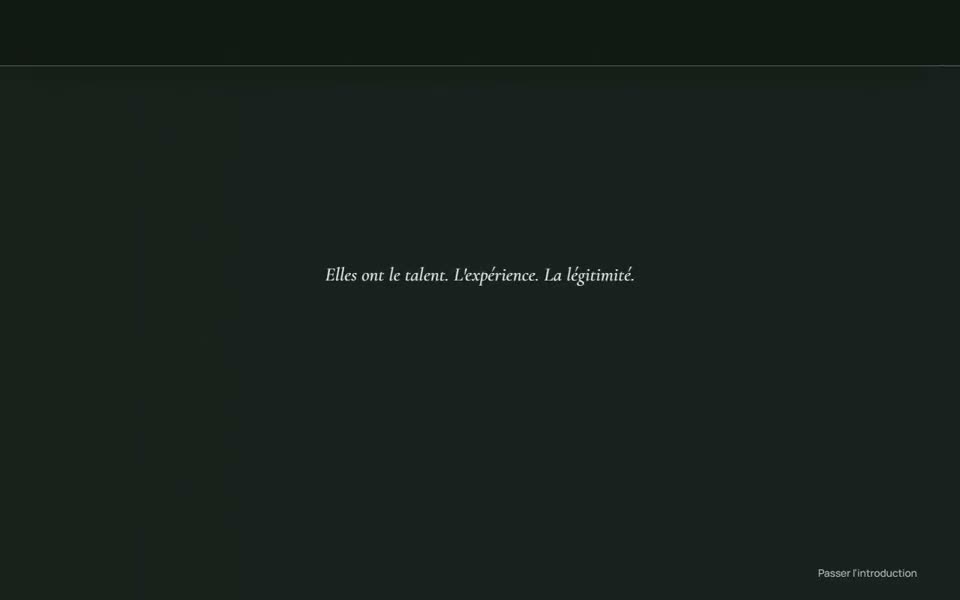 Elles ont le talent. L'expérience. La légitimité.
Passer l'introduction